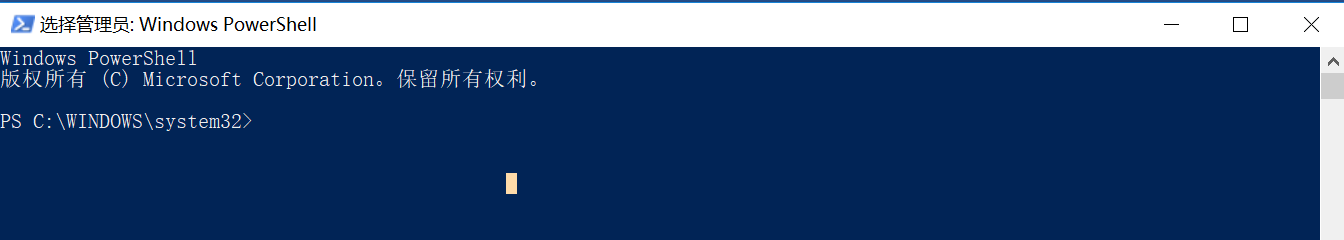 选择管理员: Windows PowerShell
Windows PowerShell
版权所有 (C) Microsoft Corporation。保留所有权利。
PS C:\WINDOWS\system32>